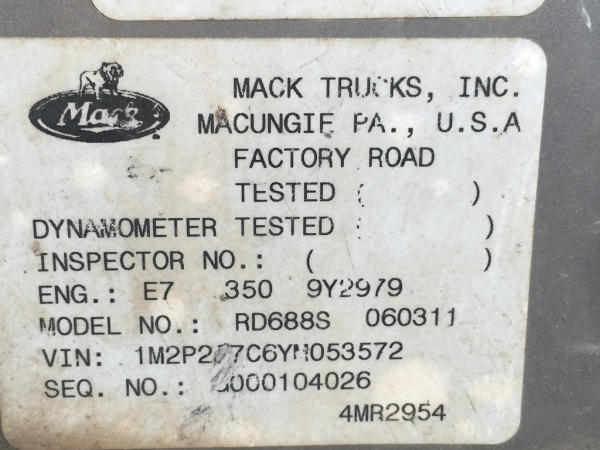 Mack
MACK TRUCKS, INC.
MACUNGIE PA., U.S.A
FACTORY ROAD
TESTED ( )
DYNAMOMETER TESTED ( )
INSPECTOR NO.: ( )
ENG.: E7 350 9Y2979
MODEL NO.: RD688S 060311
VIN:
SEQ. NO.:
4MR2954